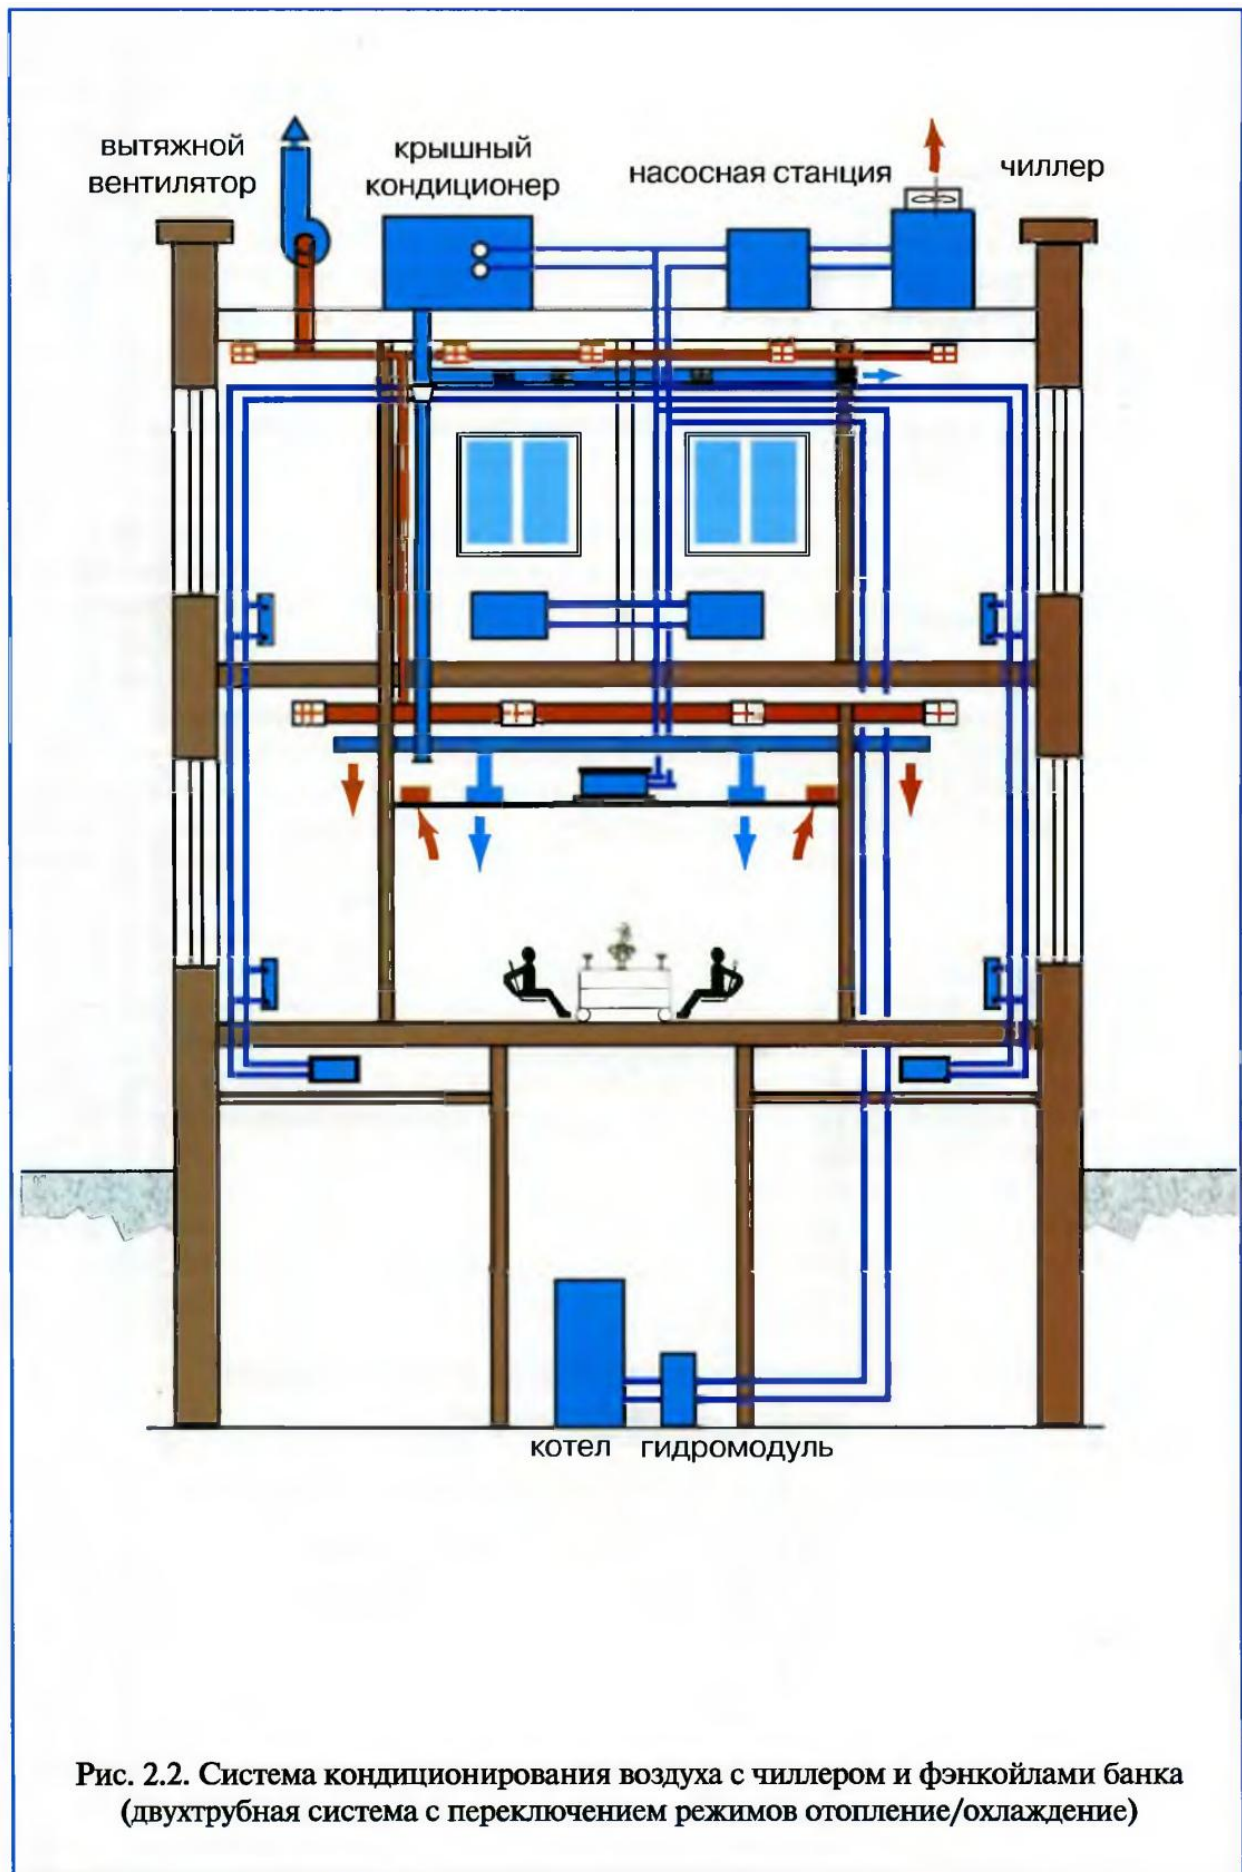 вытяжной
вентилятор
крышный
кондиционер
насосная станция
чиллер
котел
гидромодуль
Рис. 2.2. Система кондиционирования воздуха с чиллером и фэнкойлами банка
(двухтрубная система с переключением режимов отопление/охлаждение)